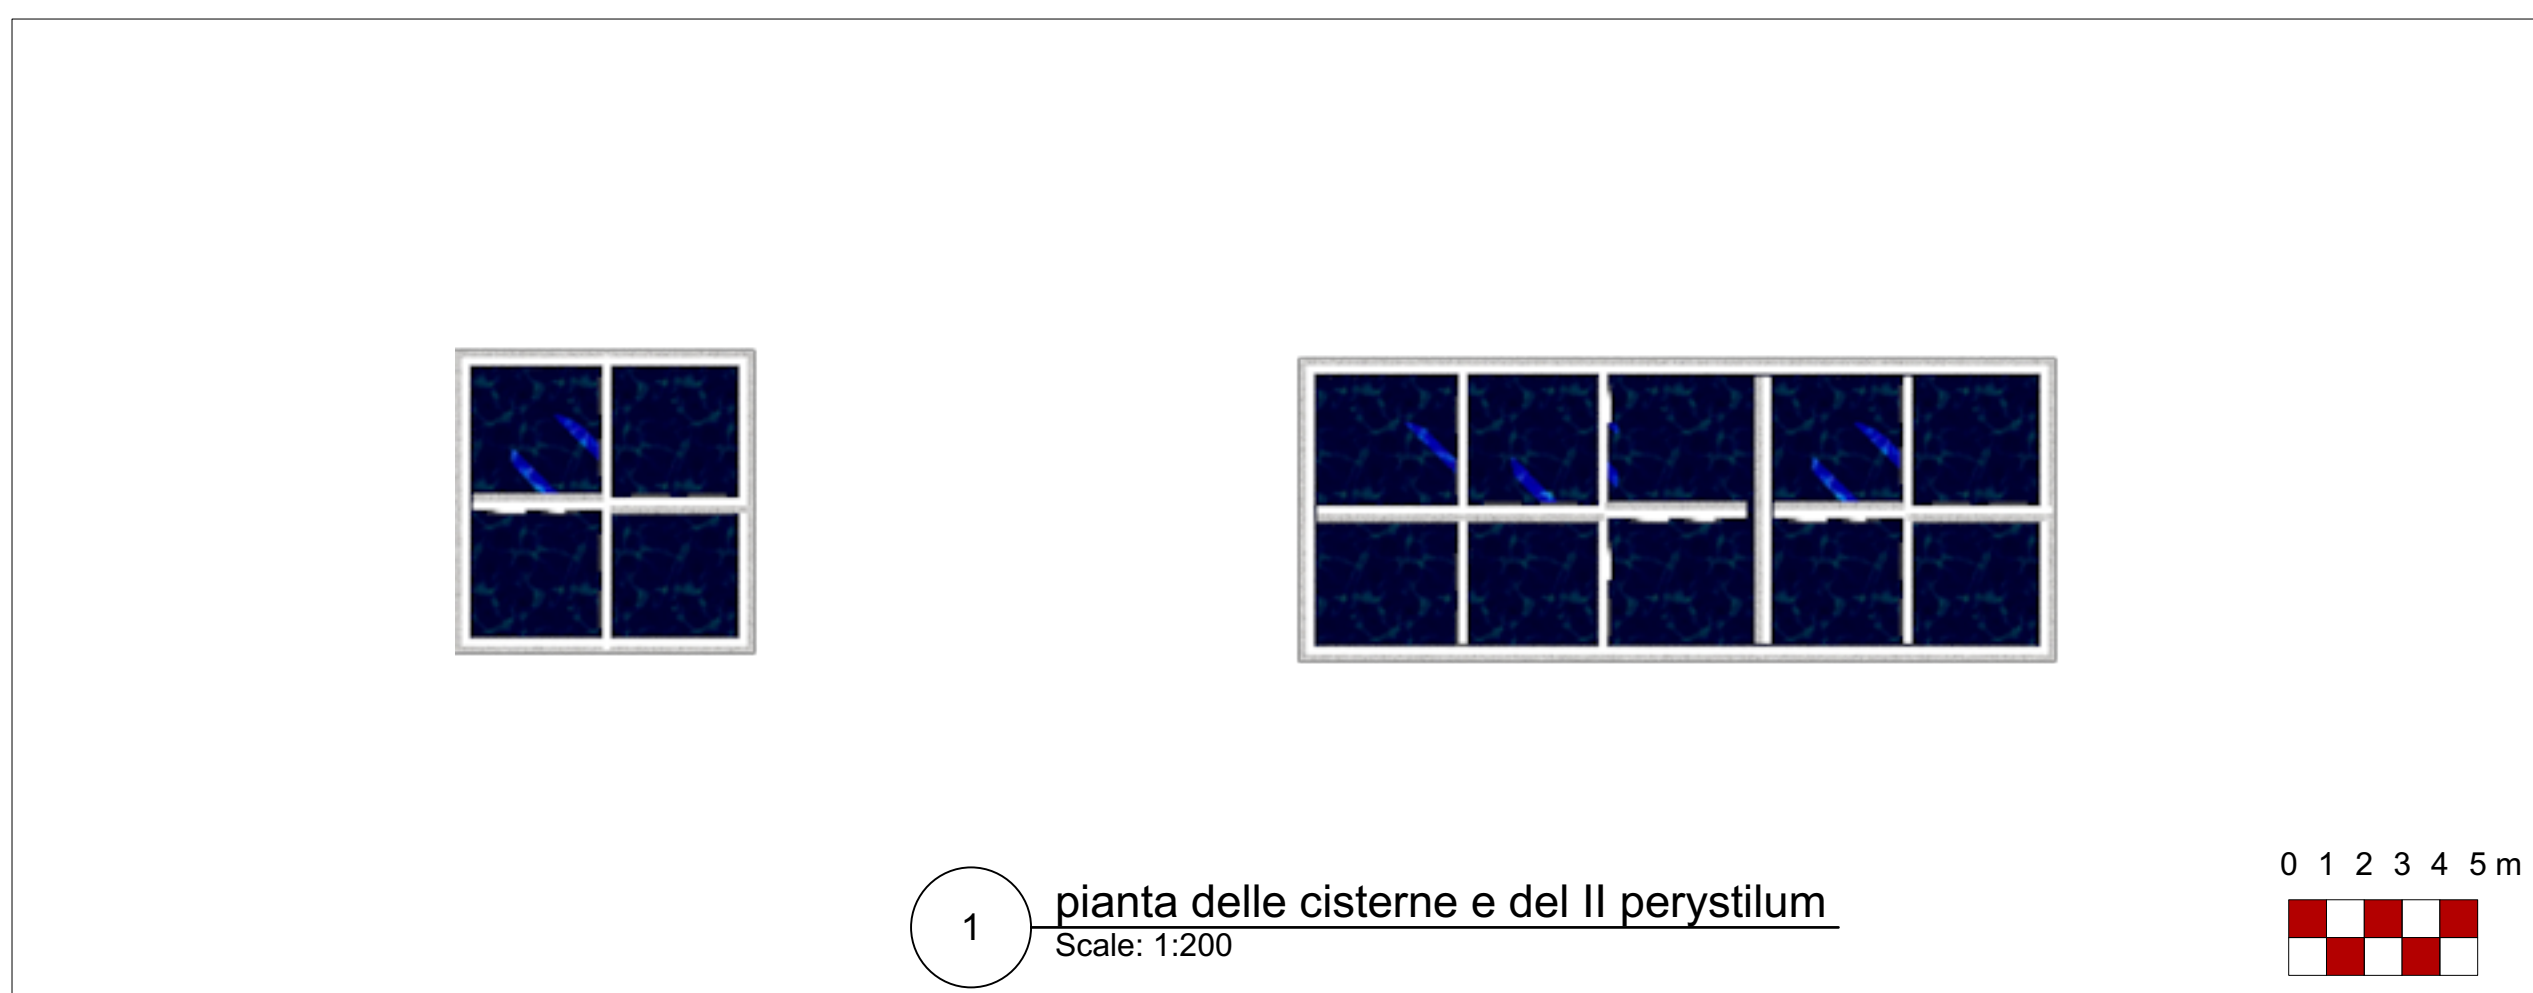 0 1 2 3 4 5 m
1
pianta delle cisterne e del II perystilum
Scale: 1:200